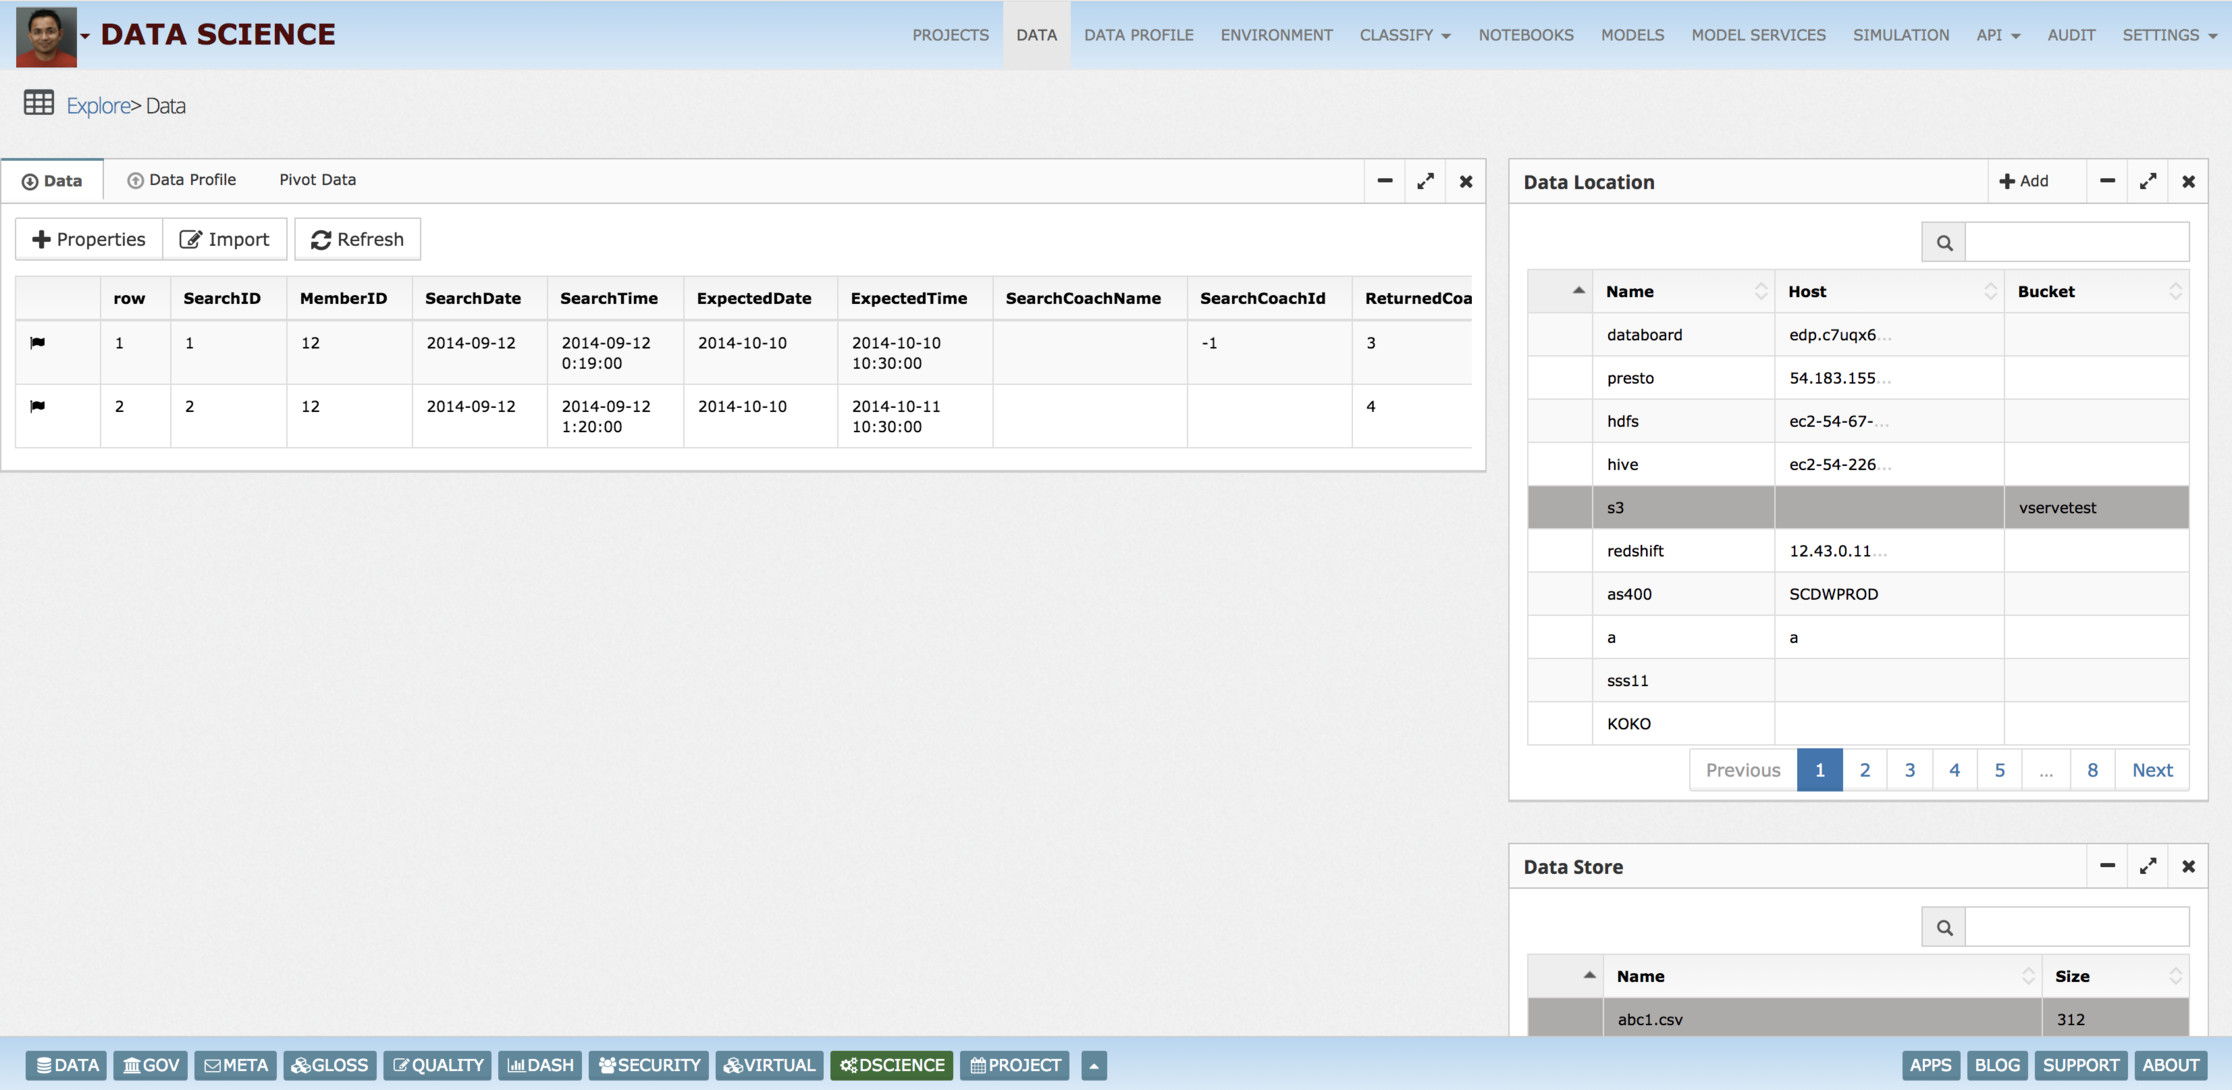 DATA SCIENCE
PROJECTS DATA DATA PROFILE ENVIRONMENT CLASSIFY NOTEBOOKS MODELS MODEL SERVICES SIMULATION API AUDIT SETTINGS
Explore> Data
Data Data Profile Pivot Data
Properties Import Refresh
row SearchID MemberID SearchDate SearchTime ExpectedDate ExpectedTime SearchCoachName SearchCoachId ReturnedCoa
1 1 12 2014-09-12 2014-09-12 2014-10-10 2014-10-10 -1 3
0:19:00 10:30:00
2 2 12 2014-09-12 2014-09-12 2014-10-10 2014-10-11 4
1:20:00 10:30:00
Data Location Add
Name Host Bucket
databoard edp.c7uqx6...
presto 54.183.155...
hdfs ec2-54-67-...
hive ec2-54-226...
s3 vservetest
redshift 12.43.0.11...
as400 SCDWPROD
a a
sss11
KOKO
Previous 1 2 3 4 5 ... 8 Next
Data Store
Name Size
abc1.csv 312
DATA GOV META GLOSS QUALITY DASH SECURITY VIRTUAL DSCIENCE PROJECT APPS BLOG SUPPORT ABOUT